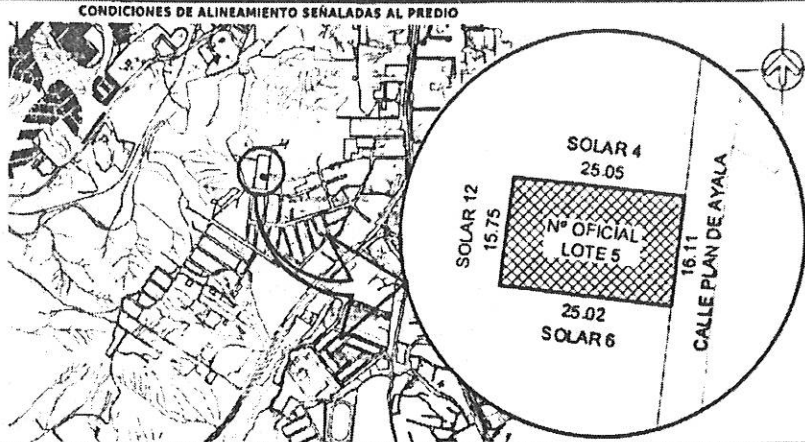 CONDICIONES DE ALINEAMIENTO SEÑALADAS AL PREDIO
SOLAR 4
25.05
SOLAR 12
15.75
Nº OFICIAL
LOTE 5
16.11
CALLE PLAN DE AYALA
25.02
SOLAR 6